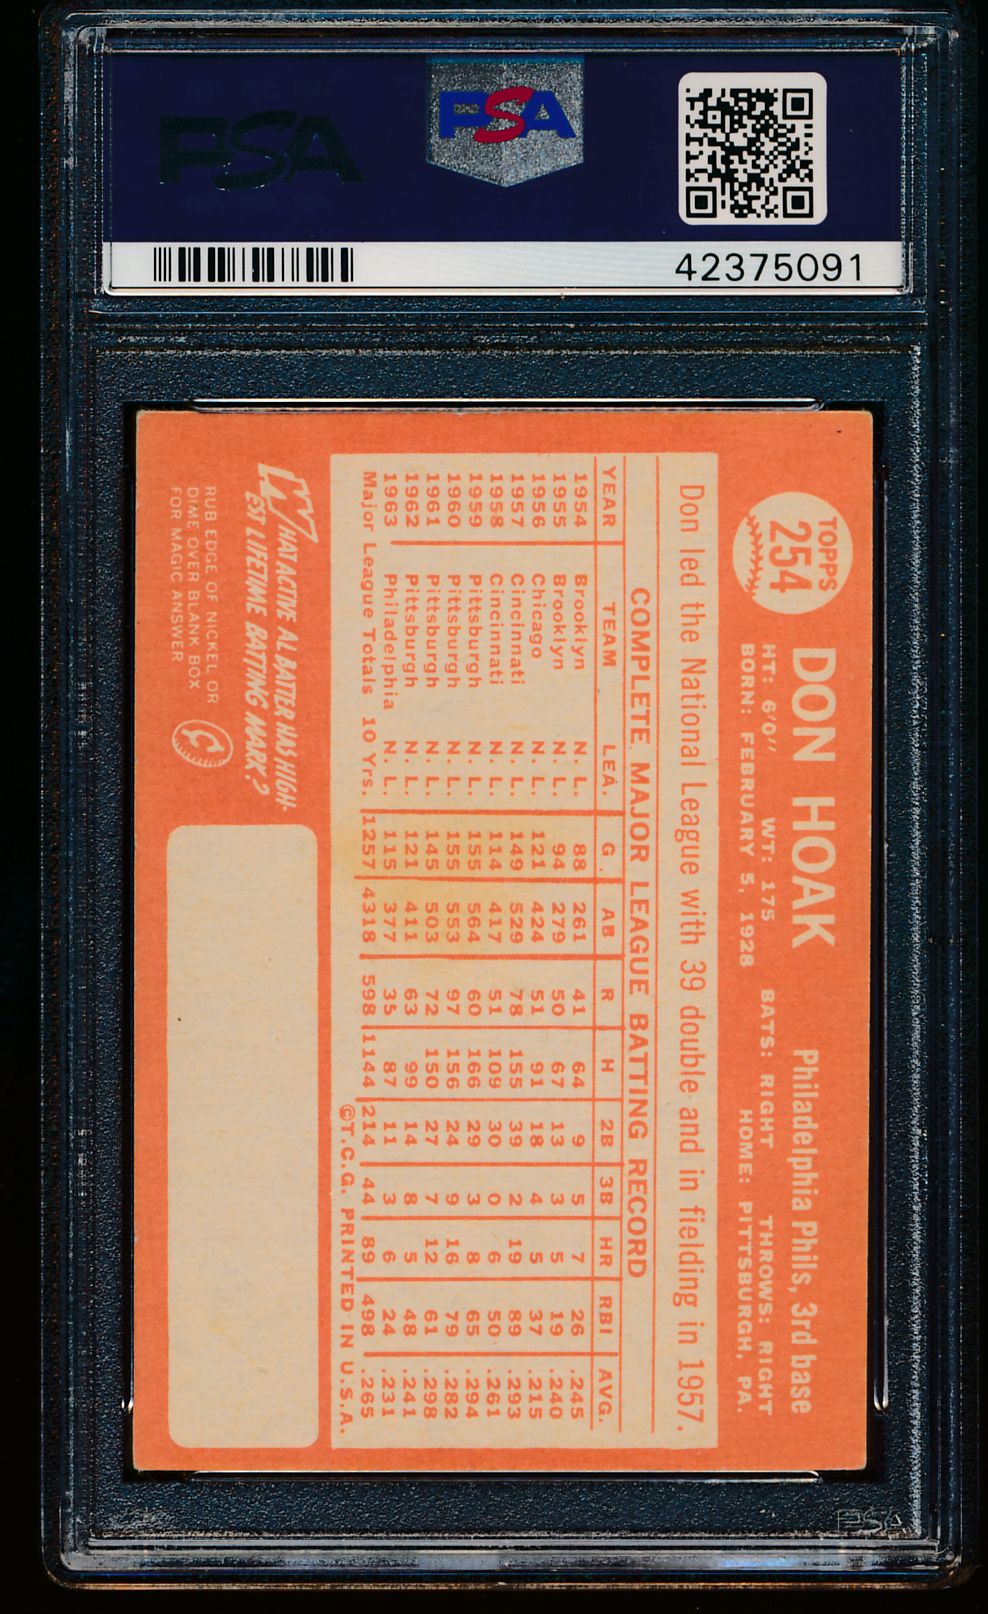 PSA
PSA
42375091
TOPPS
254
DON HOAK
Philadelphia Phils, 3rd base
HT: 6'0" WT: 175 BATS: RIGHT THROWS: RIGHT
BORN: FEBRUARY 5, 1928 HOME: PITTSBURGH, PA.
Don led the National League with 39 double and in fielding in 1957.
COMPLETE MAJOR LEAGUE BATTING RECORD
YEAR TEAM LEA. G. AB R H 2B 3B HR RBI AVG.
1954 Brooklyn N. L. 88 261 41 64 9 5 7 26 .245
1955 Brooklyn N. L. 94 279 50 67 13 3 5 19 .240
1956 Chicago N. L. 121 424 51 91 18 4 5 37 .215
1957 Cincinnati N. L. 149 529 78 155 39 2 19 89 .293
1958 Cincinnati N. L. 114 417 51 109 30 0 6 50 .261
1959 Pittsburgh N. L. 155 564 60 166 29 3 8 65 .294
1960 Pittsburgh N. L. 155 553 97 156 24 9 16 79 .282
1961 Pittsburgh N. L. 145 503 72 150 27 7 12 61 .298
1962 Pittsburgh N. L. 121 411 63 99 14 8 5 48 .241
1963 Philadelphia N. L. 115 377 35 87 11 3 6 24 .231
Major League Totals 10 Yrs. 1257 4318 598 1144 214 44 89 498 .265
©T.C.G. PRINTED IN U.S.A.
WHAT ACTIVE AL BATTER HAS HIGH-
EST LIFETIME BATTING MARK?
RUB EDGE OF NICKEL OR
DIME OVER BLANK BOX
FOR MAGIC ANSWER
PSA